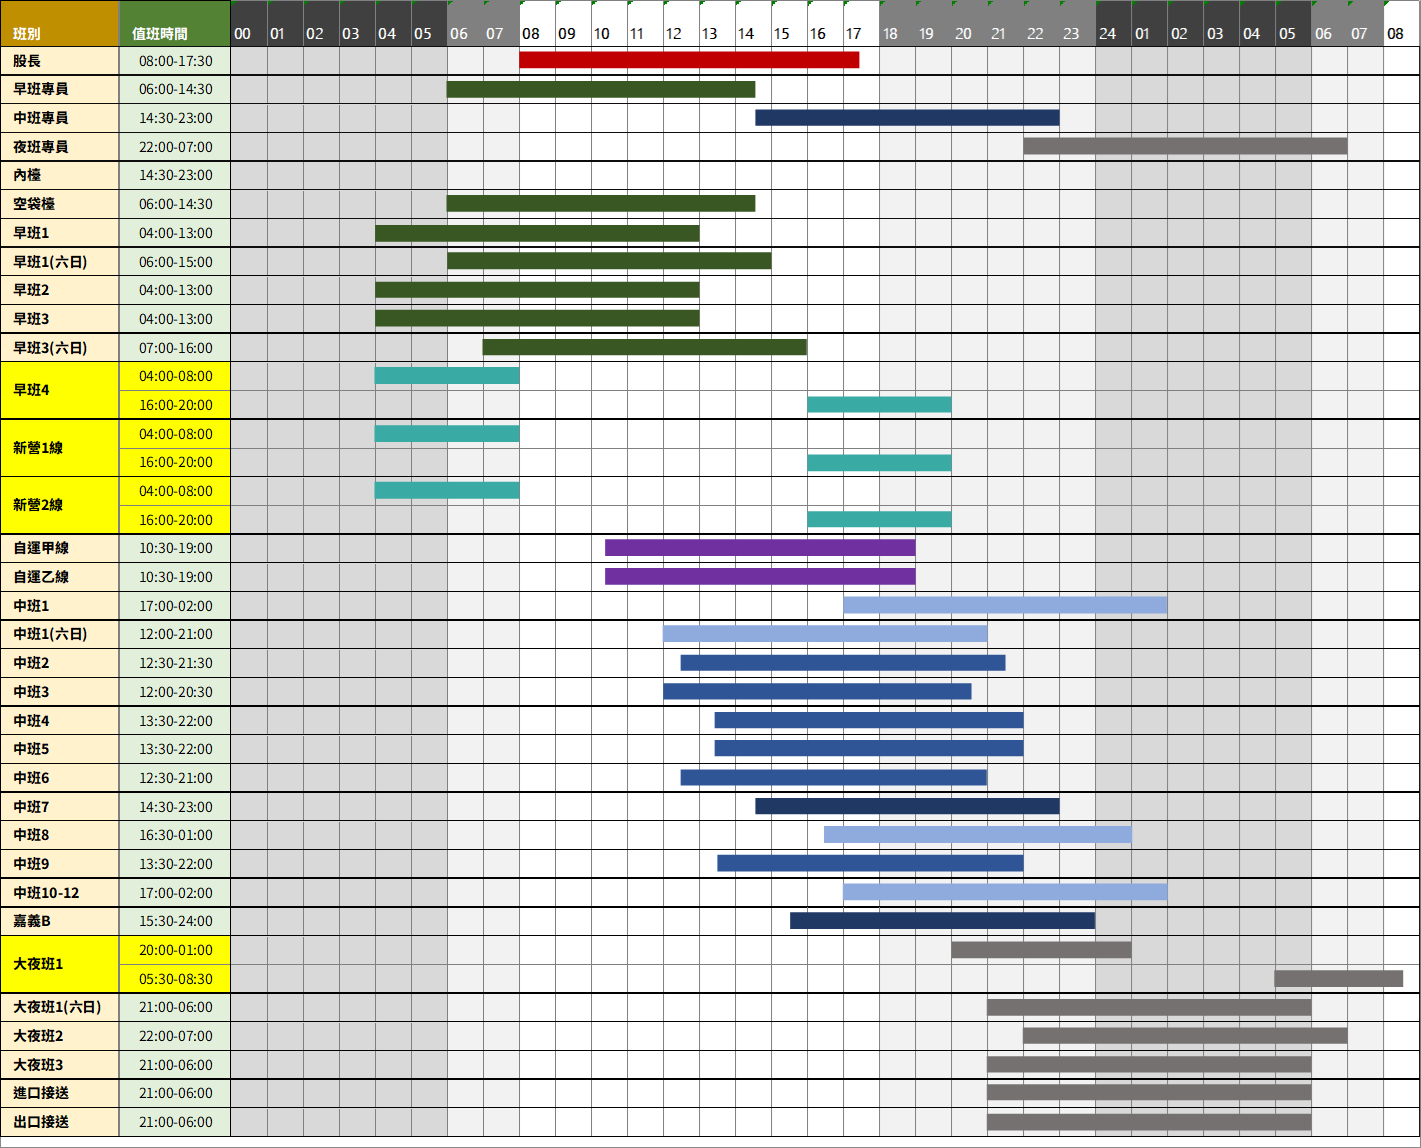 班別 值班時間 00 01 02 03 04 05 06 07 08 09 10 11 12 13 14 15 16 17 18 19 20 21 22 23 24 01 02 03 04 05 06 07 08
股長 08:00-17:30
早班專員 06:00-14:30
中班專員 14:30-23:00
夜班專員 22:00-07:00
內檯 14:30-23:00
空袋檯 06:00-14:30
早班1 04:00-13:00
早班1(六日) 06:00-15:00
早班2 04:00-13:00
早班3 04:00-13:00
早班3(六日) 07:00-16:00
早班4 04:00-08:00
16:00-20:00
新營1線 04:00-08:00
16:00-20:00
新營2線 04:00-08:00
16:00-20:00
自運甲線 10:30-19:00
自運乙線 10:30-19:00
中班1 17:00-02:00
中班1(六日) 12:00-21:00
中班2 12:30-21:30
中班3 12:00-20:30
中班4 13:30-22:00
中班5 13:30-22:00
中班6 12:30-21:00
中班7 14:30-23:00
中班8 16:30-01:00
中班9 13:30-22:00
中班10-12 17:00-02:00
嘉義B 15:30-24:00
大夜班1 20:00-01:00
05:30-08:30
大夜班1(六日) 21:00-06:00
大夜班2 22:00-07:00
大夜班3 21:00-06:00
進口接送 21:00-06:00
出口接送 21:00-06:00